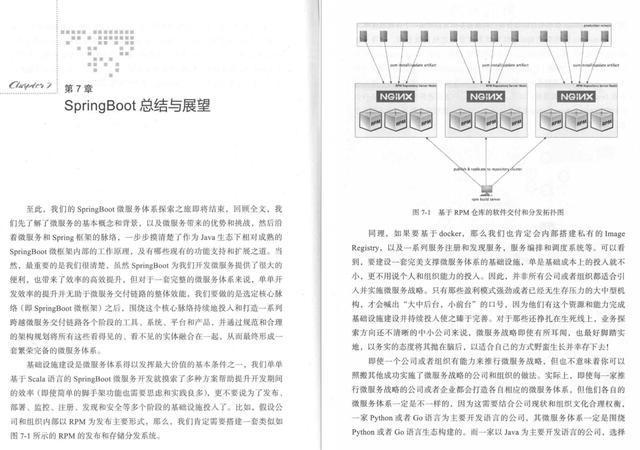 Chapter 7
第 7 章
SpringBoot 总结与展望
至此，我们的 SpringBoot 微服务体系探索之旅即将结束，回顾全文，我
们先了解了微服务的基本概念和背景，以及微服务带来的优势和挑战，然后沿
着微服务和 Spring 框架的脉络，一步步摸清楚了作为 Java 生态下相对成熟的
SpringBoot 微框架内部的工作原理，及有哪些现有的功能支持和扩展之道。当
然，最重要的是我们很清楚，虽然 SpringBoot 为我们开发微服务提供了很大的
便利，也带来了效率的高效提升，但对于一套完整的微服务体系来说，单单开
发效率的提升并无助于微服务交付链路的整体效能，我们要做的是选定核心脉
络（即 SpringBoot 微框架）之后，围绕这个核心脉络持续地投入和打造一系列
跨越微服务交付链路各个阶段的工具、系统、平台和产品，并通过规范和合理
的架构规划将所有这些看得见的、看不见的实体融合在一起，从而最终形成一
套繁荣完备的微服务体系。
基础设施建设是微服务体系得以发挥最大价值的基本条件之一，我们单单
基于 Scala 语言的 SpringBoot 微服务开发就摸索了多种方案帮助提升开发期间
的效率（即使简单的脚手架功能也需要思虑和实践良多），更不要说为了发布、
部署、监控、注册、发现和安全等多个阶段的基础设施投入了。比如，假设公
司和组织内部以 RPM 为发布主要形式，那么，我们肯定需要搭建一套类似如
图 7-1 所示的 RPM 的发布和存储分发系统。
production network
yum install/update artifact
yum install/update artifact
yum install/update artifact
RPM Repository Server Node
RPM Repository Server Node
RPM Repository Server Node
NGINX
NGINX
NGINX
RPM RPM RPM
RPM RPM RPM
RPM RPM RPM
publish & replicate to repository cluster
rpm build server
图 7-1 基于 RPM 仓库的软件交付和分发拓扑图
同理，如果要基于 docker，那么我们也肯定会内部搭建私有的 Image
Registry，以及一系列服务注册和发现服务，服务编排和调度系统等。可以看
到，要建设一套完美支撑微服务体系的基础设施，单是基础成本上的投入就不
小，更不用说个人和组织能力的投入。因此，并非所有公司或者组织都适合引
入并实施微服务战略。只有那些盈利模式强劲或者已经无生存压力的大中型机
构，才会喊出“大中后台，小前台”的口号，因为他们有这个资源和能力完成
基础设施建设并持续投入使之臻于完善。对于那些还挣扎在生死线上，业务探
索方向还不清晰的中小公司来说，微服务战略即使有所耳闻，也最好脚踏实
地，以务实的态度将其抛在脑后，以适合自己的方式野蛮生长并幸存下去！
即使一个公司或者组织有能力来推行微服务战略，但也不意味着你可以
照搬其他成功实施了微服务战略的公司和组织的做法。实际上，即使每一家推
行微服务战略的公司或者企业都会打造各自相应的微服务体系，但他们各自的
微服务体系一定是不一样的，因为这需要结合公司现状和组织文化合理权衡，
一家 Python 或者 Go 语言为主要开发语言的公司，其微服务体系一定是围绕
Python 或者 Go 语言生态构建的。而一家以 Java 为主要开发语言的公司，选择